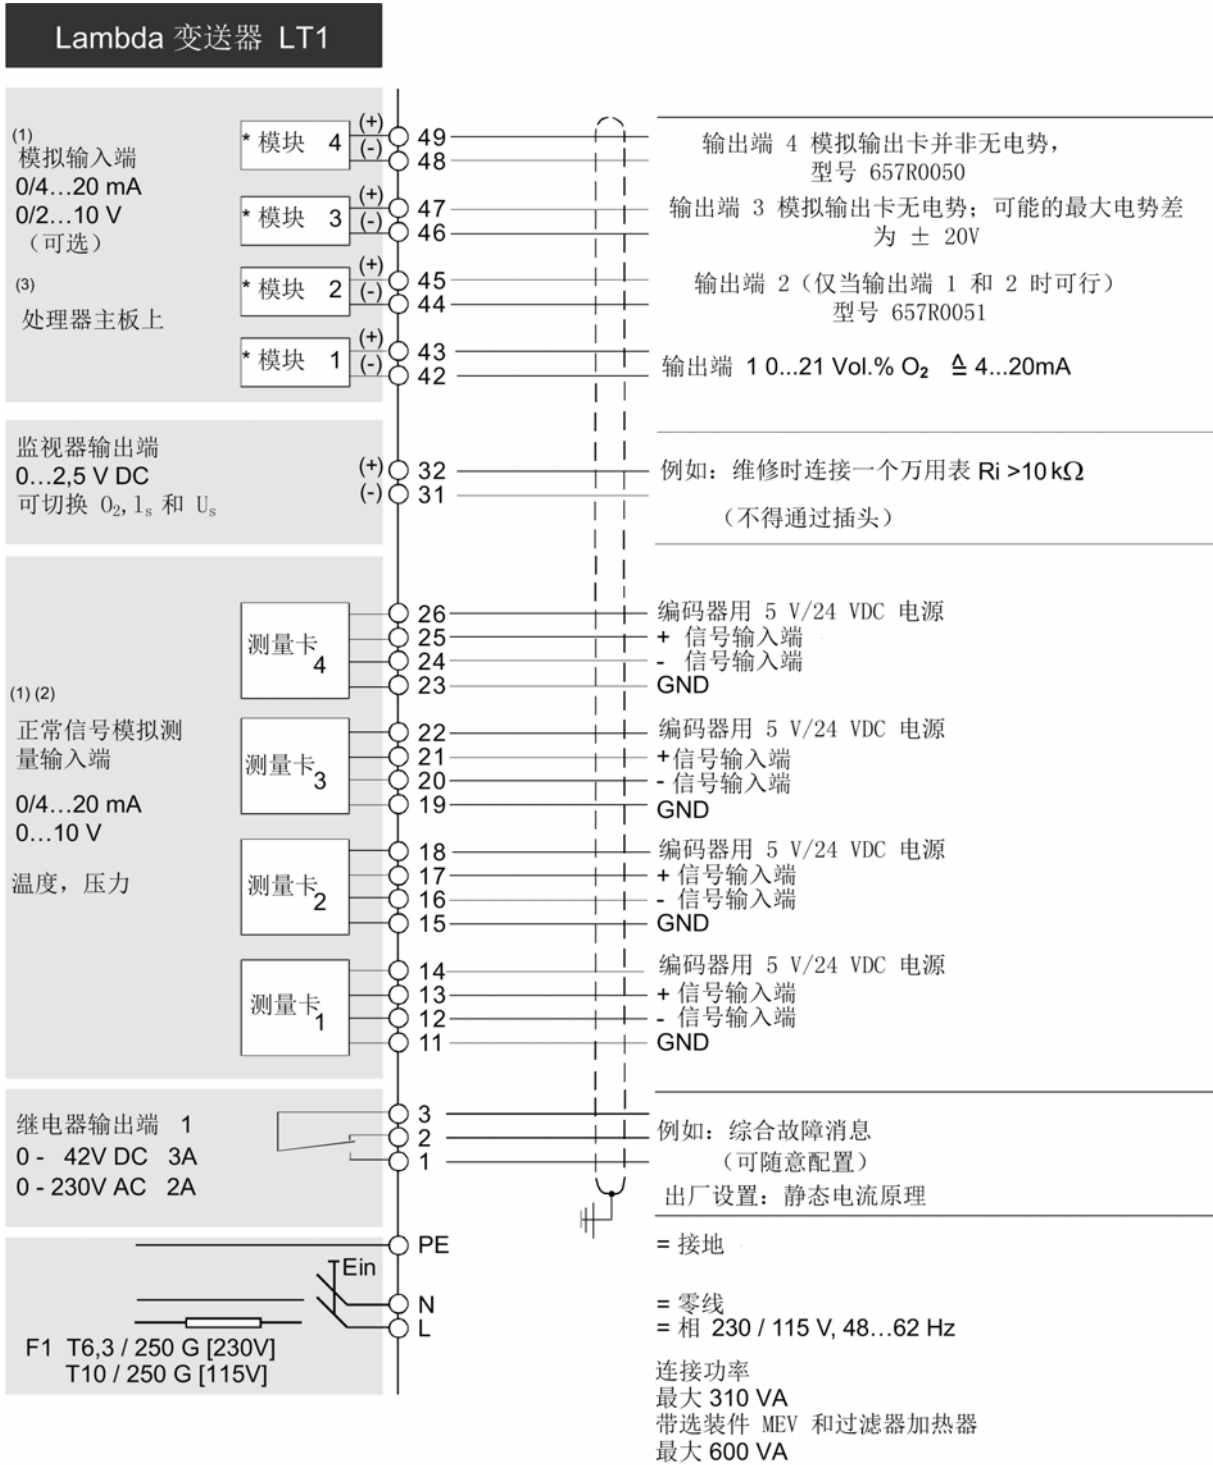 Lambda 变送器 LT1
(1)
模拟输入端
0/4...20 mA
0/2...10 V
（可选）
(3)
处理器主板上
* 模块 4
(+)
(-)
49
48
输出端 4 模拟输出卡并非无电势，
型号 657R0050
* 模块 3
(+)
(-)
47
46
输出端 3 模拟输出卡无电势；可能的最大电势差
为 ± 20V
* 模块 2
(+)
(-)
45
44
输出端 2（仅当输出端 1 和 2 时可行）
型号 657R0051
* 模块 1
(+)
(-)
43
42
输出端 1 0...21 Vol.% O₂ ≙ 4...20mA
监视器输出端
0...2,5 V DC
可切换 O₂,lₛ 和 Uₛ
(+)
(-)
32
31
例如：维修时连接一个万用表 Ri >10 kΩ
（不得通过插头）
(1) (2)
正常信号模拟测
量输入端
0/4...20 mA
0...10 V
温度，压力
测量卡 4
26
25
24
23
编码器用 5 V/24 VDC 电源
+ 信号输入端
- 信号输入端
GND
测量卡 3
22
21
20
19
编码器用 5 V/24 VDC 电源
+信号输入端
- 信号输入端
GND
测量卡 2
18
17
16
15
编码器用 5 V/24 VDC 电源
+ 信号输入端
- 信号输入端
GND
测量卡 1
14
13
12
11
编码器用 5 V/24 VDC 电源
+ 信号输入端
- 信号输入端
GND
继电器输出端 1
0 - 42V DC 3A
0 - 230V AC 2A
3
2
1
例如：综合故障消息
（可随意配置）
出厂设置：静态电流原理
PE
= 接地
Ein
N
= 零线
L
= 相 230 / 115 V, 48...62 Hz
F1 T6,3 / 250 G [230V]
T10 / 250 G [115V]
连接功率
最大 310 VA
带选装件 MEV 和过滤器加热器
最大 600 VA